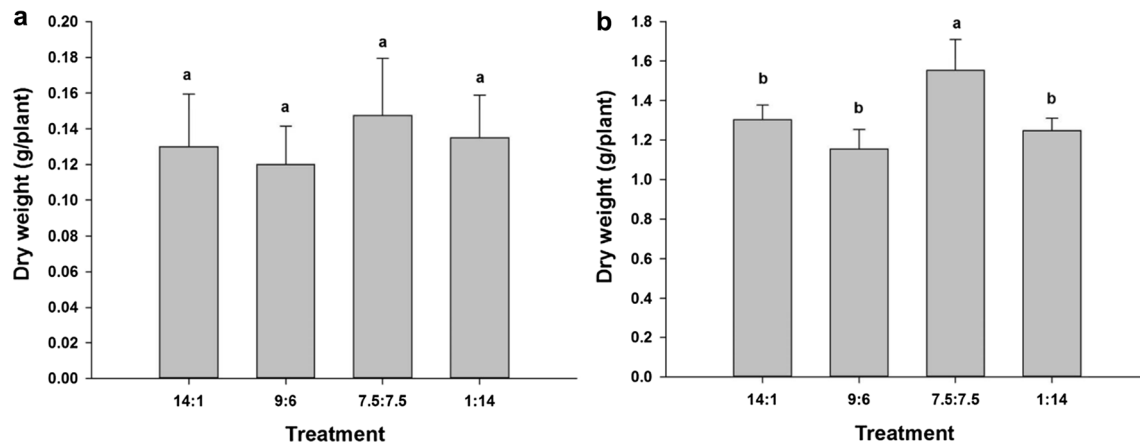 a
0.20
0.18
0.16
0.14
0.12
0.10
0.08
0.06
0.04
0.02
0.00
Dry weight (g/plant)
a
a
a
a
14:1
9:6
7.5:7.5
1:14
Treatment
b
1.8
1.6
1.4
1.2
1.0
0.8
0.6
0.4
0.2
0.0
Dry weight (g/plant)
b
b
a
b
14:1
9:6
7.5:7.5
1:14
Treatment